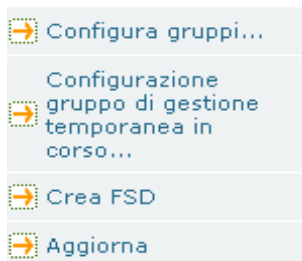 Configura gruppi...
Configurazione
gruppo di gestione
temporanea in
corso...
Crea FSD
Aggiorna